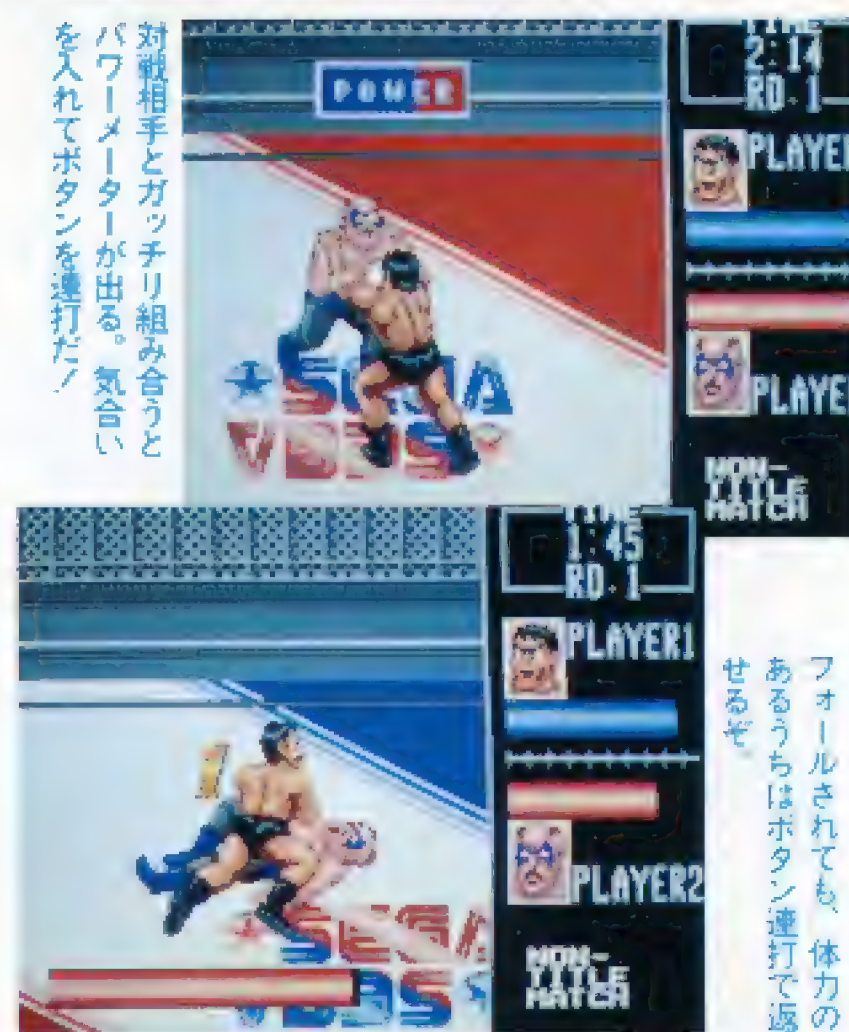 対戦相手とガッチリ組み合うと
パワーメーターが出る。気合い
を入れてボタンを連打だ!
POWER
TIME
2:14
RD.1
PLAYER
PLAYE
NON-
TITLE
MATCH
TIME
1:45
RD.1
PLAYER1
PLAYER2
NON-
TITLE
MATCH
1
SEGA
フォールされても、体力の
あるうちはボタン連打で返
せるぞ。